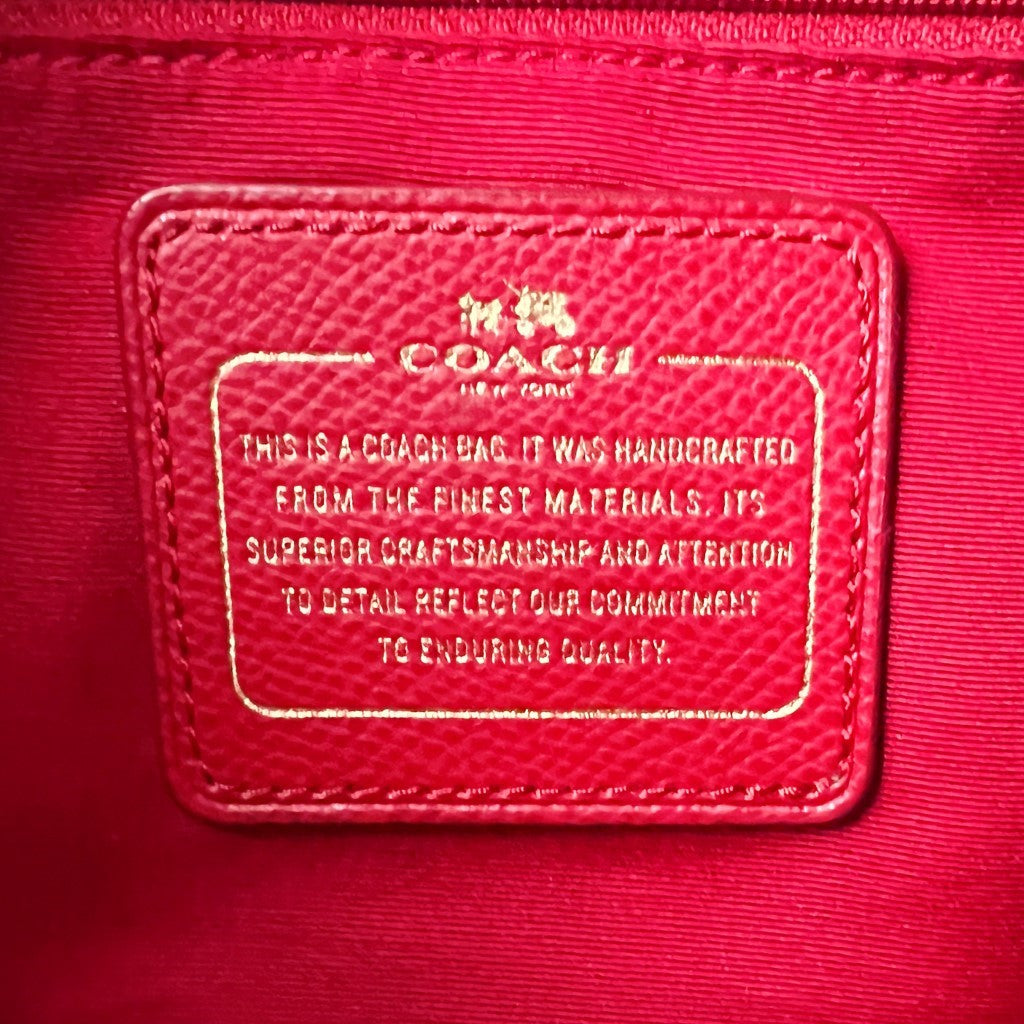 COACH
NEW YORK
THIS IS A COACH BAG. IT WAS HANDCRAFTED
FROM THE FINEST MATERIALS. ITS
SUPERIOR CRAFTSMANSHIP AND ATTENTION
TO DETAIL REFLECT OUR COMMITMENT
TO ENDURING QUALITY.